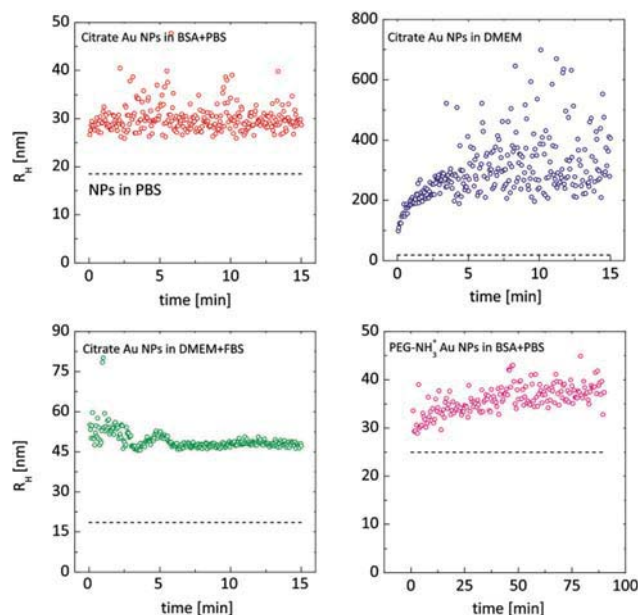 Citrate Au NPs in BSA+PBS
50
40
30
20
10
0
R_H [nm]
NPs in PBS
0 5 10 15
time [min]
Citrate Au NPs in DMEM
800
600
400
200
0
0 5 10 15
time [min]
Citrate Au NPs in DMEM+FBS
90
75
60
45
30
15
0
R_H [nm]
0 5 10 15
time [min]
PEG-NH₃⁺ Au NPs in BSA+PBS
50
40
30
20
10
0
0 25 50 75 100
time [min]